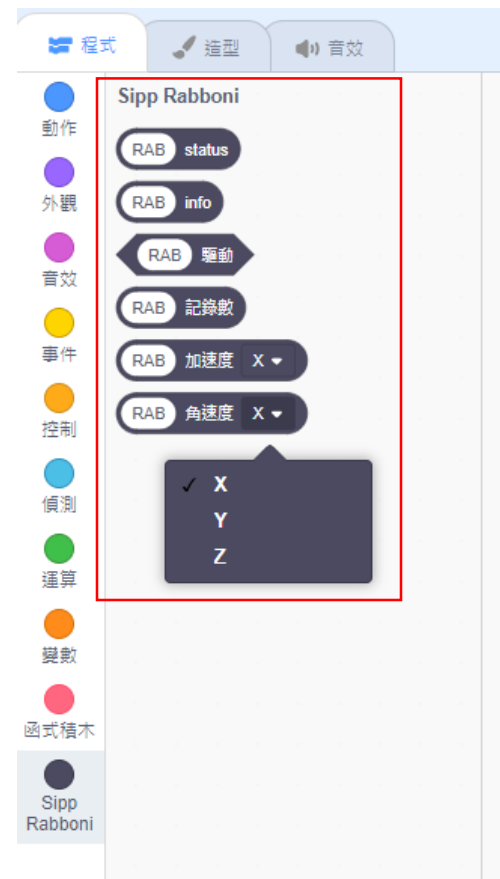 程式
造型
音效
動作
外觀
音效
事件
控制
偵測
運算
變數
函式積木
Sipp
Rabboni
Sipp Rabboni
RAB status
RAB info
RAB 驅動
RAB 記錄數
RAB 加速度 X
RAB 角速度 X
✓ X
Y
Z